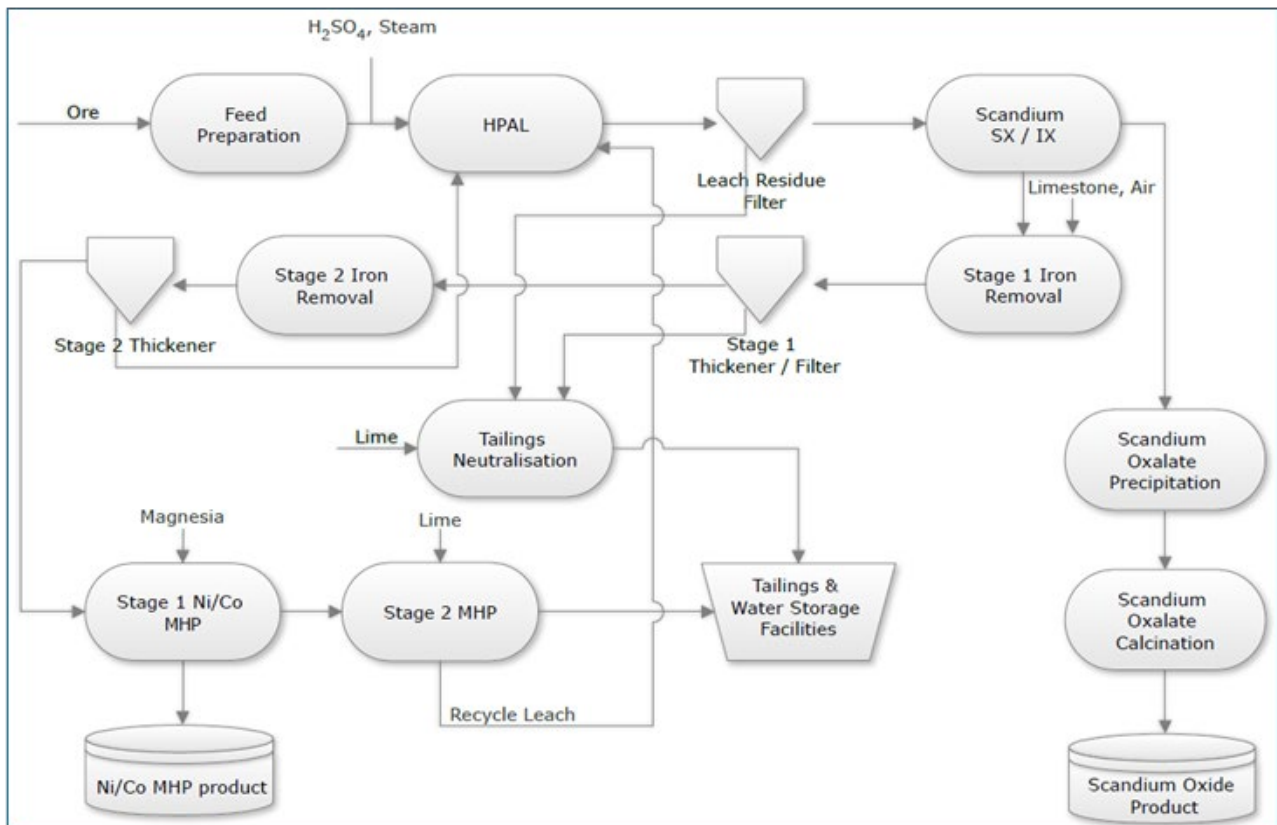 H₂SO₄, Steam
Ore
Feed
Preparation
HPAL
Leach Residue
Filter
Scandium
SX / IX
Limestone, Air
Stage 2 Thickener
Stage 2 Iron
Removal
Stage 1
Thickener / Filter
Stage 1 Iron
Removal
Lime
Tailings
Neutralisation
Scandium
Oxalate
Precipitation
Magnesia
Lime
Stage 1 Ni/Co
MHP
Stage 2 MHP
Tailings &
Water Storage
Facilities
Scandium
Oxalate
Calcination
Recycle Leach
Ni/Co MHP product
Scandium Oxide
Product